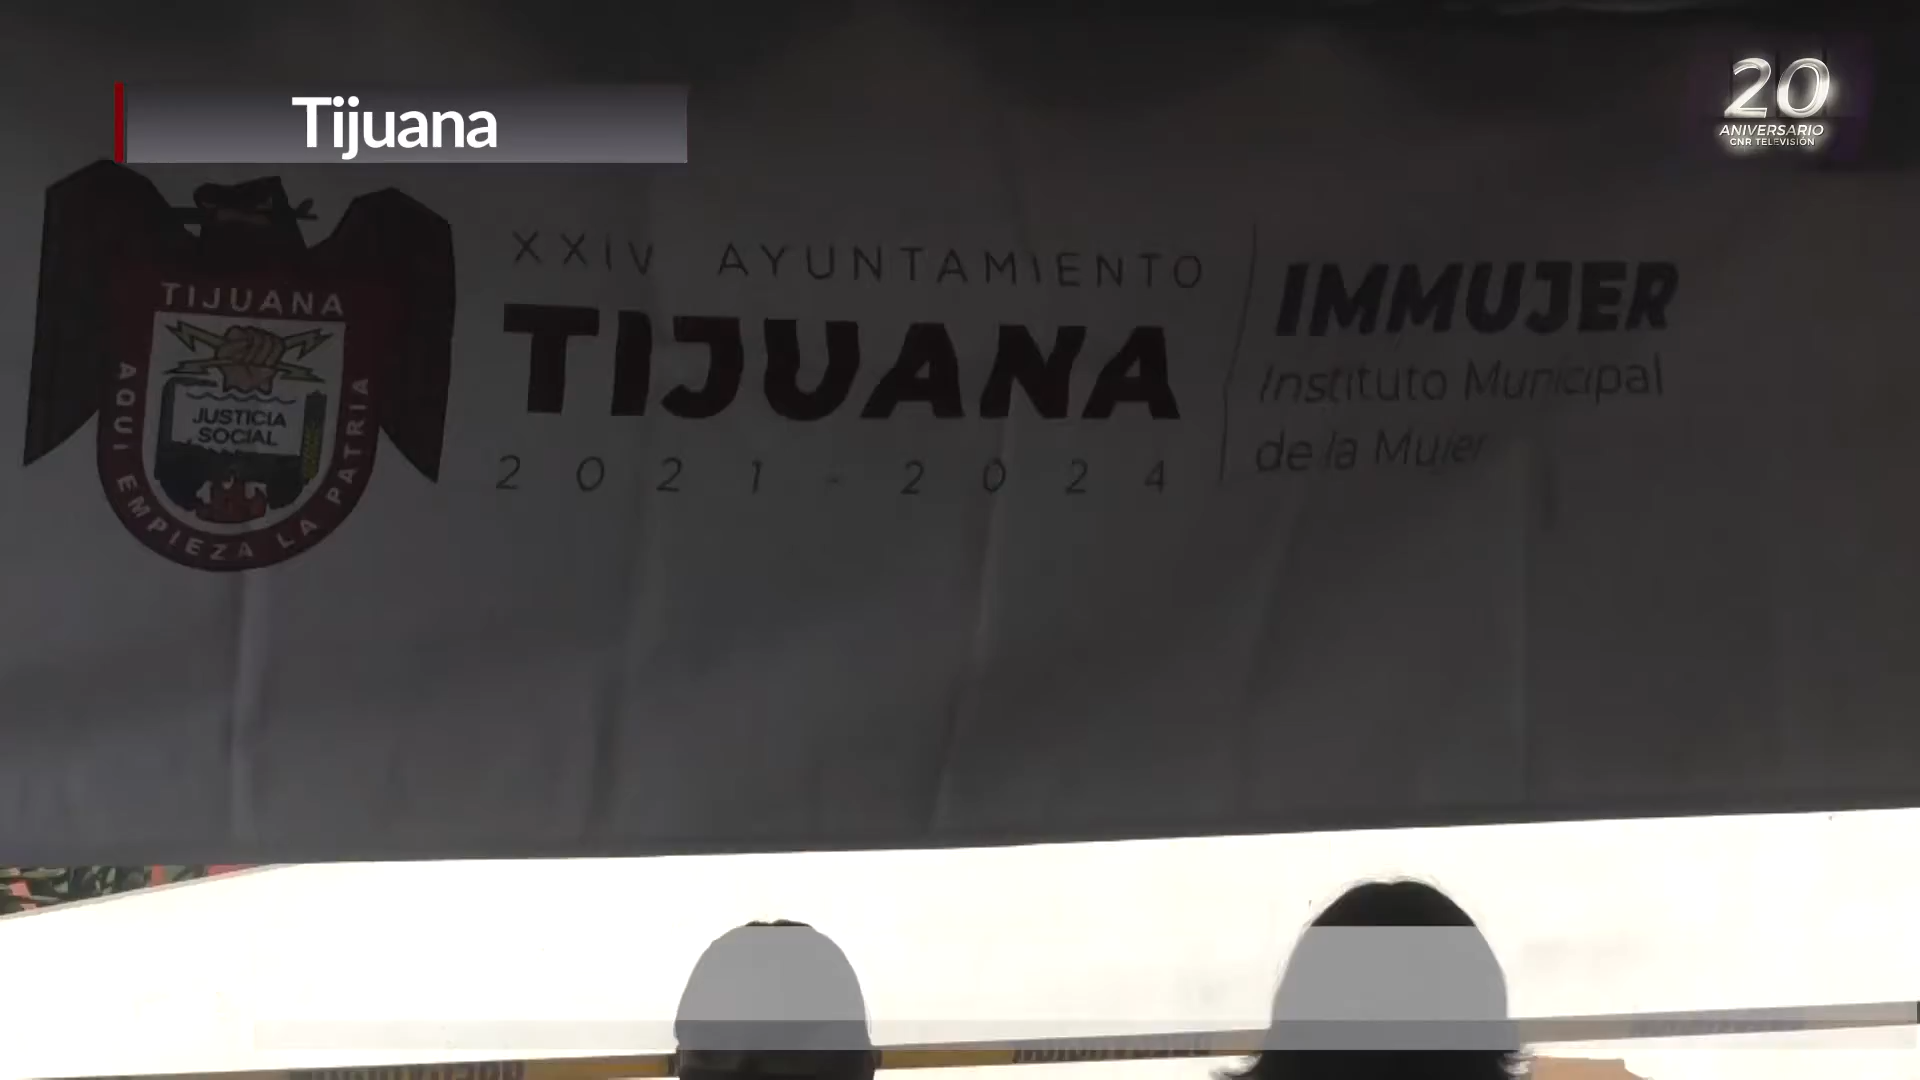 Tijuana
20
ANIVERSARIO
CNR TELEVISIÓN
TIJUANA
AQUI EMPIEZA LA PATRIA
JUSTICIA
SOCIAL
XXIV AYUNTAMIENTO
TIJUANA
2021-2024
IMMUJER
Instituto Municipal
de la Mujer